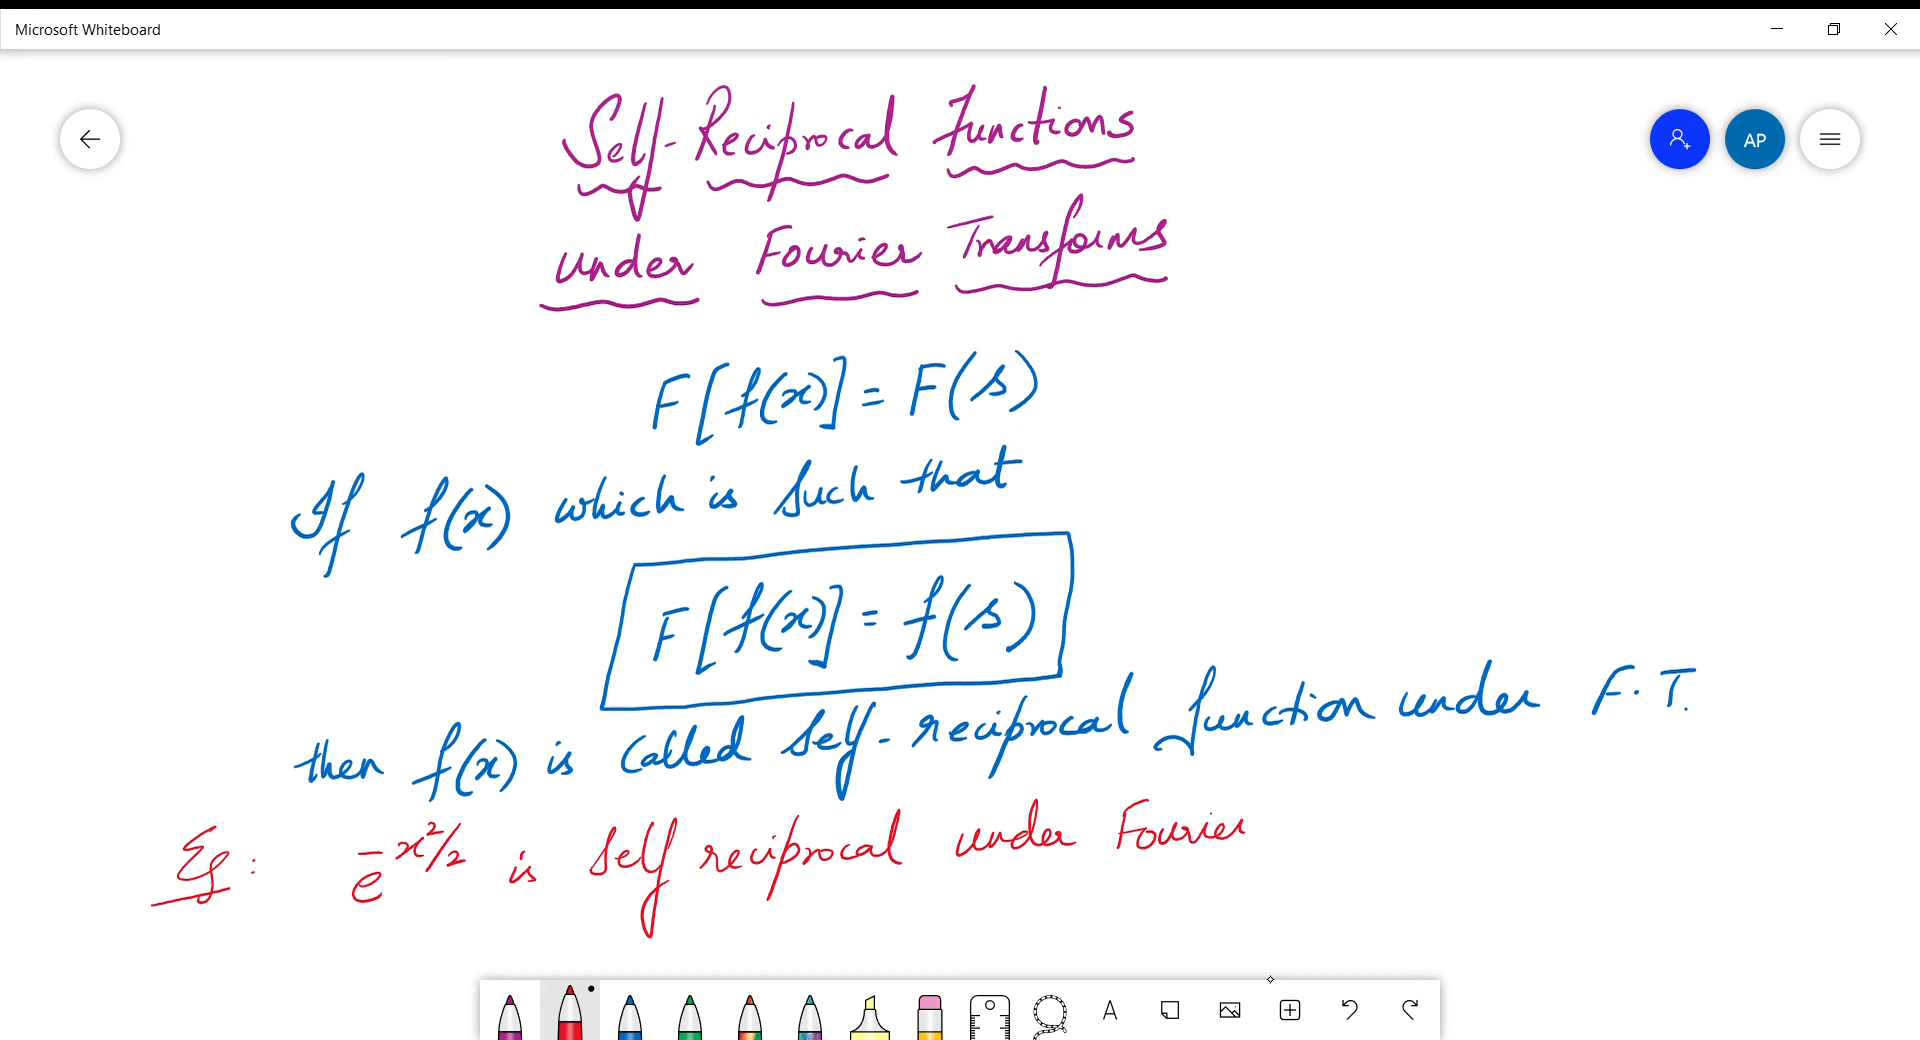 Microsoft Whiteboard
AP
Self-Reciprocal Functions
under Fourier Transforms
F[f(x)] = F(s)
If f(x) which is such that
F[f(x)] = f(s)
then f(x) is called self-reciprocal function under F.T.
Eg: e^{-x²/2} is self reciprocal under Fourier